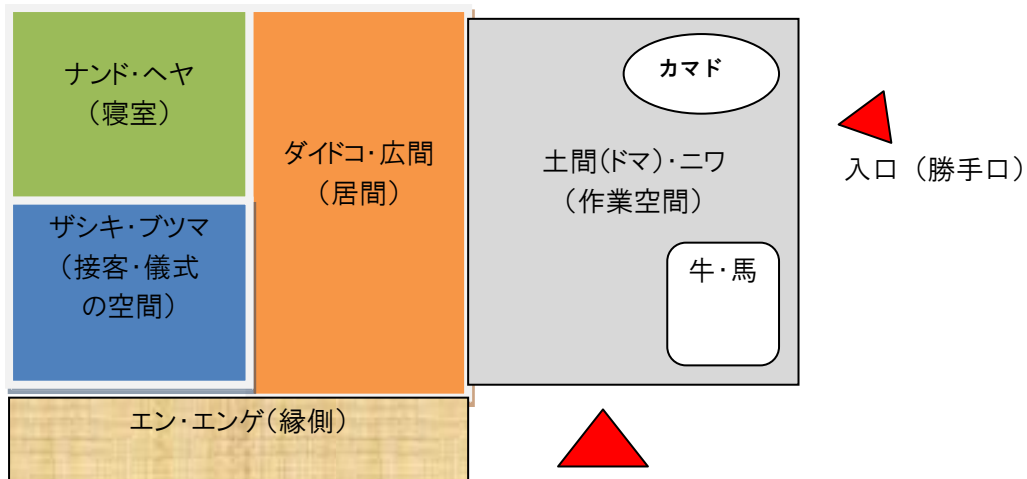 ナンド・ヘヤ
（寝室）
ザシキ・ブツマ
（接客・儀式
の空間）
ダイドコ・広間
（居間）
カマド
土間(ドマ)・ニワ
（作業空間）
牛・馬
入口（勝手口）
エン・エンゲ（縁側）